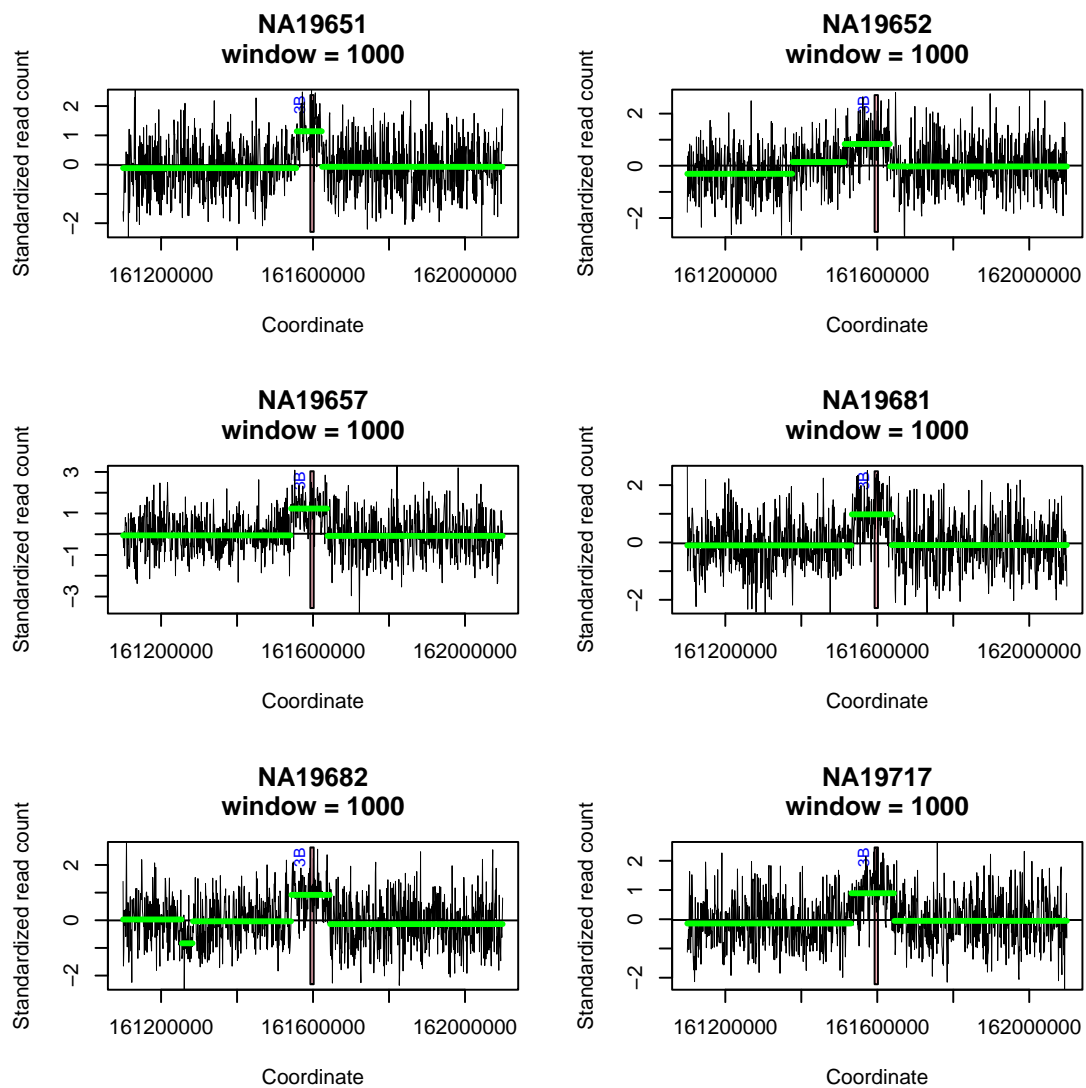 NA19651
window = 1000
Standardized read count
2
1
0
−2
3B
161200000
161600000
162000000
Coordinate
NA19652
window = 1000
Standardized read count
2
0
−2
3B
161200000
161600000
162000000
Coordinate
NA19657
window = 1000
Standardized read count
3
1
−1
−3
3B
161200000
161600000
162000000
Coordinate
NA19681
window = 1000
Standardized read count
2
0
−2
3B
161200000
161600000
162000000
Coordinate
NA19682
window = 1000
Standardized read count
2
0
−2
3B
161200000
161600000
162000000
Coordinate
NA19717
window = 1000
Standardized read count
2
1
0
−2
3B
161200000
161600000
162000000
Coordinate